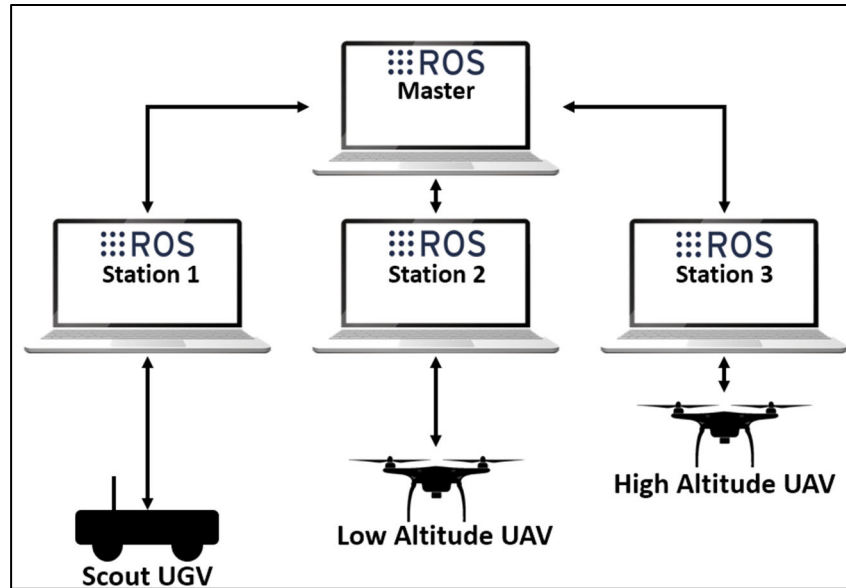 ROS
Master
ROS
Station 1
ROS
Station 2
ROS
Station 3
Scout UGV
Low Altitude UAV
High Altitude UAV